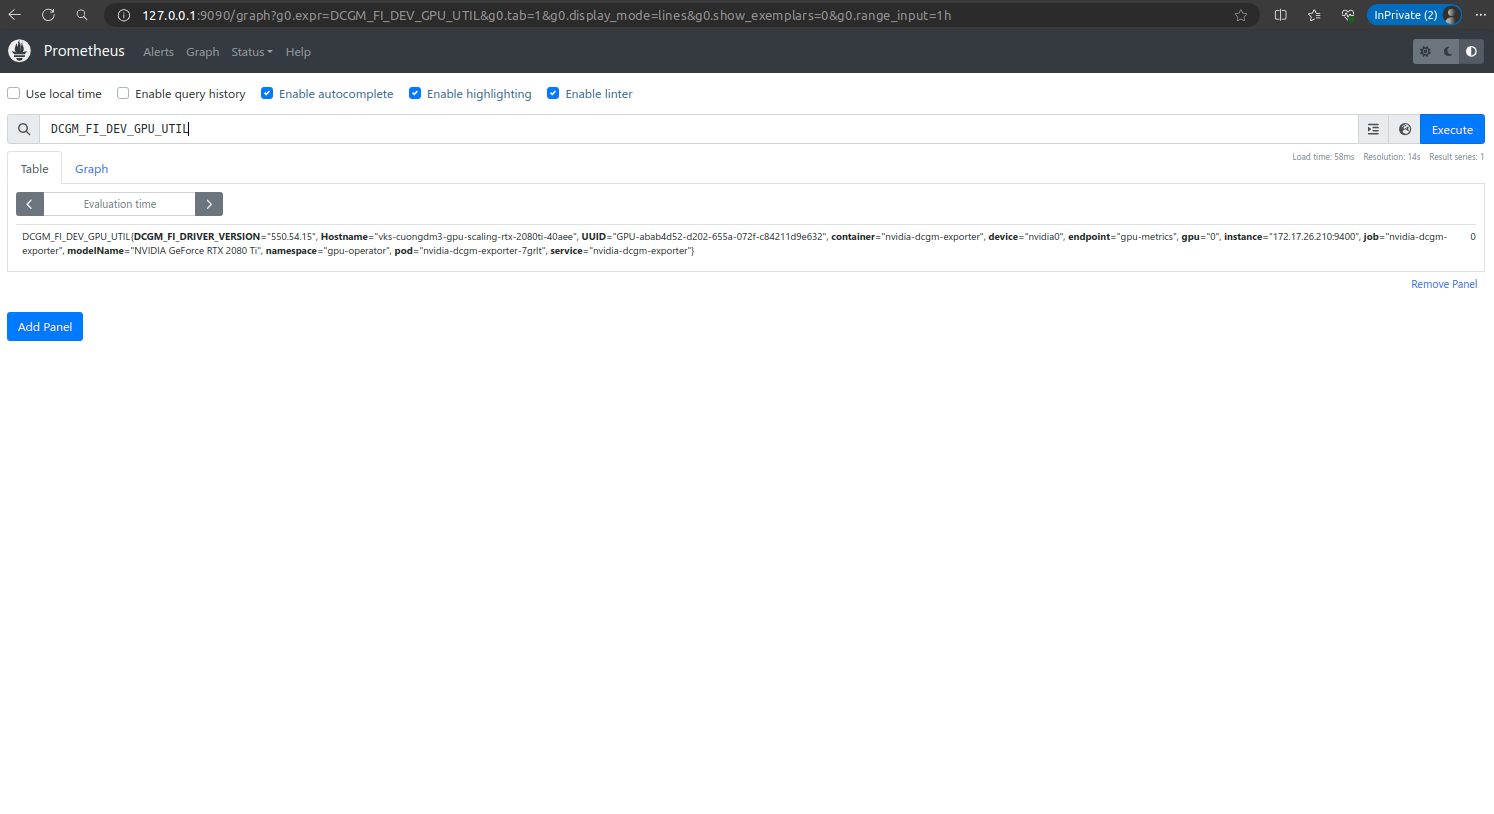 127.0.0.1:9090/graph?g0.expr=DCGM_FI_DEV_GPU_UTIL&g0.tab=1&g0.display_mode=lines&g0.show_exemplars=0&g0.range_input=1h
InPrivate (2)
Prometheus Alerts Graph Status Help
Use local time Enable query history Enable autocomplete Enable highlighting Enable linter
DCGM_FI_DEV_GPU_UTIL
Execute
Table Graph
Load time: 58ms Resolution: 14s Result series: 1
Evaluation time
DCGM_FI_DEV_GPU_UTIL{DCGM_FI_DRIVER_VERSION="550.54.15", Hostname="vks-cuongdm3-gpu-scaling-rtx-2080ti-40aee", UUID="GPU-abab4d52-d202-655a-072f-c84211d9e632", container="nvidia-dcgm-exporter", device="nvidia0", endpoint="gpu-metrics", gpu="0", instance="172.17.26.210:9400", job="nvidia-dcgm- 0
exporter", modelName="NVIDIA GeForce RTX 2080 Ti", namespace="gpu-operator", pod="nvidia-dcgm-exporter-7grlt", service="nvidia-dcgm-exporter"}
Remove Panel
Add Panel